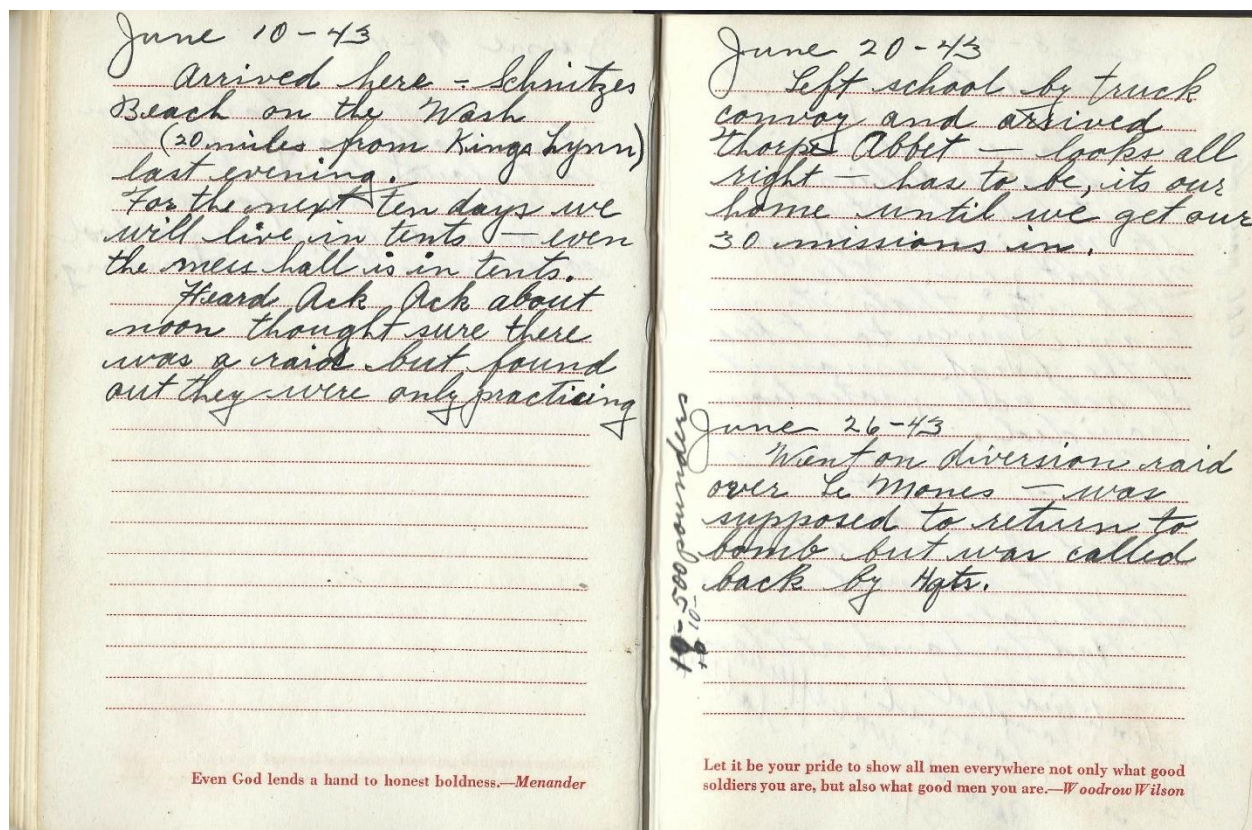 June 10-43
Arrived here - Schnitzes
Beach on the Wash
(20 miles from Kings Lynn)
last evening.
For the next ten days we
will live in tents — even
the mess hall is in tents.
Heard Ack Ack about
noon thought sure there
was a raid but found
out they were only practicing
Even God lends a hand to honest boldness.—Menander
June 20-43
Left school by truck
convoy and arrived
Thorpe Abbet — looks all
right — has to be, its our
home until we get our
30 missions in.
June 26-43
Went on diversion raid
over Le Mones — was
supposed to return to
bomb but was called
back by Hqts.
10-500 pounders
10-
Let it be your pride to show all men everywhere not only what good
soldiers you are, but also what good men you are.—Woodrow Wilson